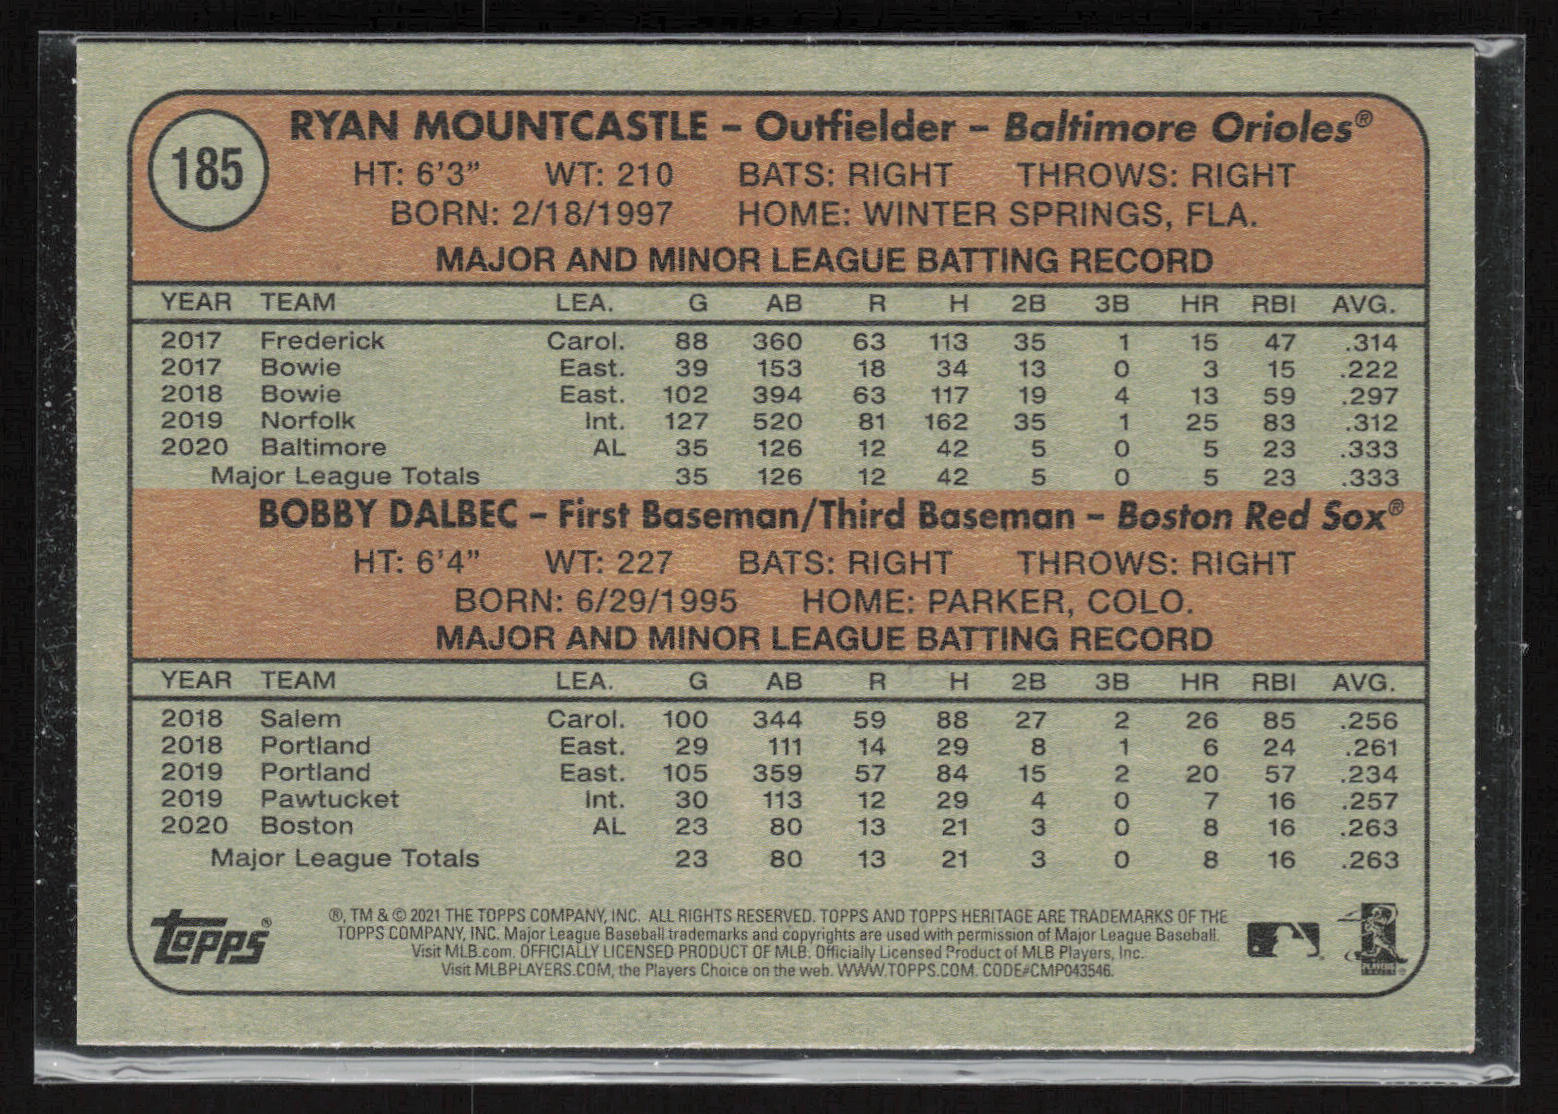 185
RYAN MOUNTCASTLE – Outfielder – Baltimore Orioles®
HT: 6'3" WT: 210 BATS: RIGHT THROWS: RIGHT
BORN: 2/18/1997 HOME: WINTER SPRINGS, FLA.
MAJOR AND MINOR LEAGUE BATTING RECORD
YEAR TEAM LEA. G AB R H 2B 3B HR RBI AVG.
2017 Frederick Carol. 88 360 63 113 35 1 15 47 .314
2017 Bowie East. 39 153 18 34 13 0 3 15 .222
2018 Bowie East. 102 394 63 117 19 4 13 59 .297
2019 Norfolk Int. 127 520 81 162 35 1 25 83 .312
2020 Baltimore AL 35 126 12 42 5 0 5 23 .333
Major League Totals 35 126 12 42 5 0 5 23 .333
BOBBY DALBEC – First Baseman/Third Baseman – Boston Red Sox®
HT: 6'4" WT: 227 BATS: RIGHT THROWS: RIGHT
BORN: 6/29/1995 HOME: PARKER, COLO.
MAJOR AND MINOR LEAGUE BATTING RECORD
YEAR TEAM LEA. G AB R H 2B 3B HR RBI AVG.
2018 Salem Carol. 100 344 59 88 27 2 26 85 .256
2018 Portland East. 29 111 14 29 8 1 6 24 .261
2019 Portland East. 105 359 57 84 15 2 20 57 .234
2019 Pawtucket Int. 30 113 12 29 4 0 7 16 .257
2020 Boston AL 23 80 13 21 3 0 8 16 .263
Major League Totals 23 80 13 21 3 0 8 16 .263
topps®
®, TM & © 2021 THE TOPPS COMPANY, INC. ALL RIGHTS RESERVED. TOPPS AND TOPPS HERITAGE ARE TRADEMARKS OF THE
TOPPS COMPANY, INC. Major League Baseball trademarks and copyrights are used with permission of Major League Baseball.
Visit MLB.com. OFFICIALLY LICENSED PRODUCT OF MLB. Officially Licensed Product of MLB Players, Inc.
Visit MLBPLAYERS.COM, the Players Choice on the web. WWW.TOPPS.COM. CODE#CMP043546.